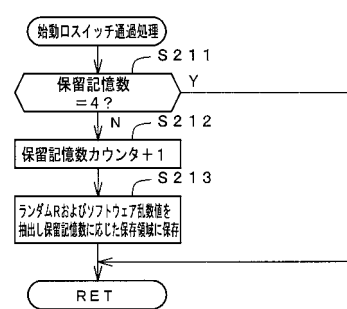 始動口スイッチ通過処理
S211
保留記憶数
=4?
Y
N
S212
保留記憶数カウンタ+1
S213
ランダムRおよびソフトウェア乱数値を
抽出し保留記憶数に応じた保存領域に保存
RET